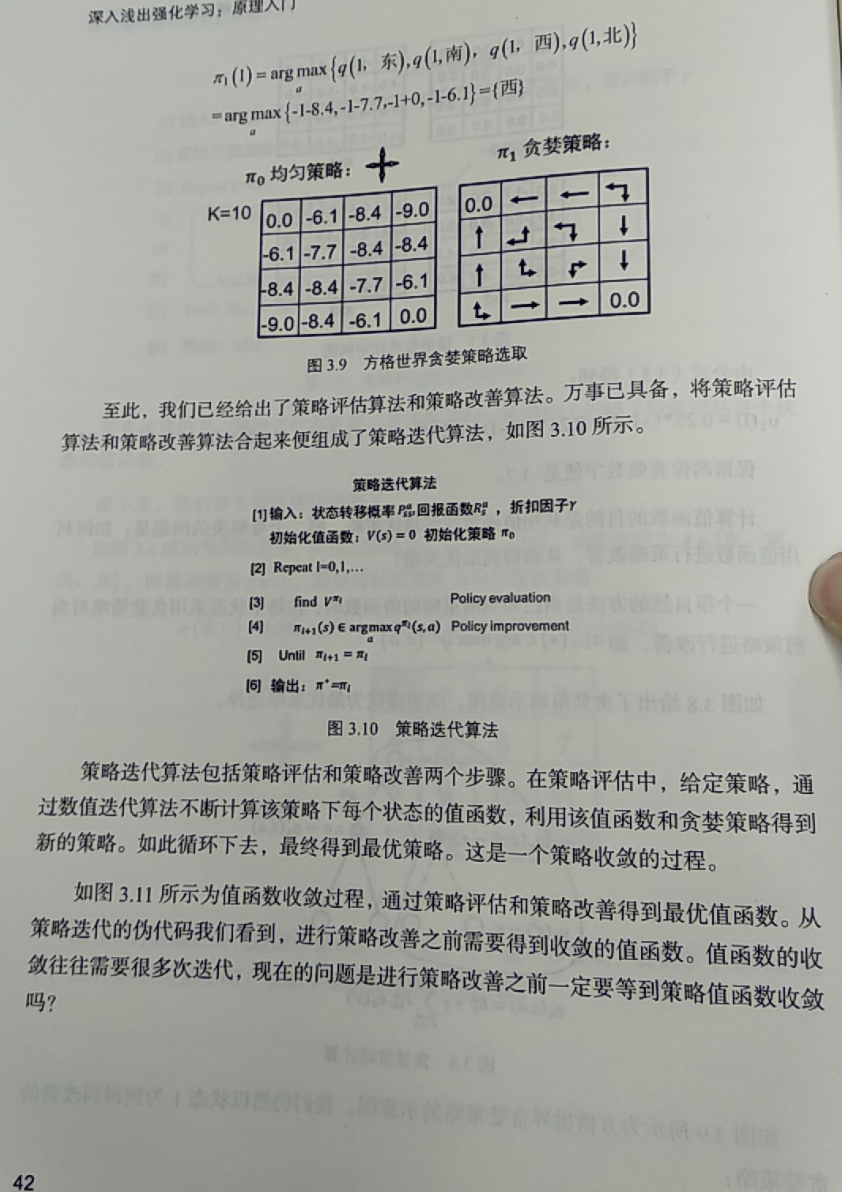 深入浅出强化学习：原理入门
π₁(1)=arg max{q(1，东),q(1,南)，q(1，西),q(1,北)}
a
=arg max{-1-8.4,-1-7.7,-1+0,-1-6.1}={西}
a
π₀ 均匀策略：
π₁ 贪婪策略：
K=10
0.0 -6.1 -8.4 -9.0
-6.1 -7.7 -8.4 -8.4
-8.4 -8.4 -7.7 -6.1
-9.0 -8.4 -6.1 0.0
0.0 ← ← ↰
↑ ↓
↑ ↓
→ → 0.0
图 3.9 方格世界贪婪策略选取
至此，我们已经给出了策略评估算法和策略改善算法。万事已具备，将策略评估
算法和策略改善算法合起来便组成了策略迭代算法，如图 3.10 所示。
策略迭代算法
[1]输入：状态转移概率Pᵃₛₛ',回报函数Rᵃₛ，折扣因子γ
初始化值函数：V(s) = 0 初始化策略 π₀
[2] Repeat l=0,1,…
[3] find V^πₗ Policy evaluation
[4] πₗ₊₁(s) ∈ argmax q^πₗ(s,a) Policy improvement
a
[5] Until πₗ₊₁ = πₗ
[6] 输出：π*=πₗ
图 3.10 策略迭代算法
策略迭代算法包括策略评估和策略改善两个步骤。在策略评估中，给定策略，通
过数值迭代算法不断计算该策略下每个状态的值函数，利用该值函数和贪婪策略得到
新的策略。如此循环下去，最终得到最优策略。这是一个策略收敛的过程。
如图 3.11 所示为值函数收敛过程，通过策略评估和策略改善得到最优值函数。从
策略迭代的伪代码我们看到，进行策略改善之前需要得到收敛的值函数。值函数的收
敛往往需要很多次迭代，现在的问题是进行策略改善之前一定要等到策略值函数收敛
吗？
42